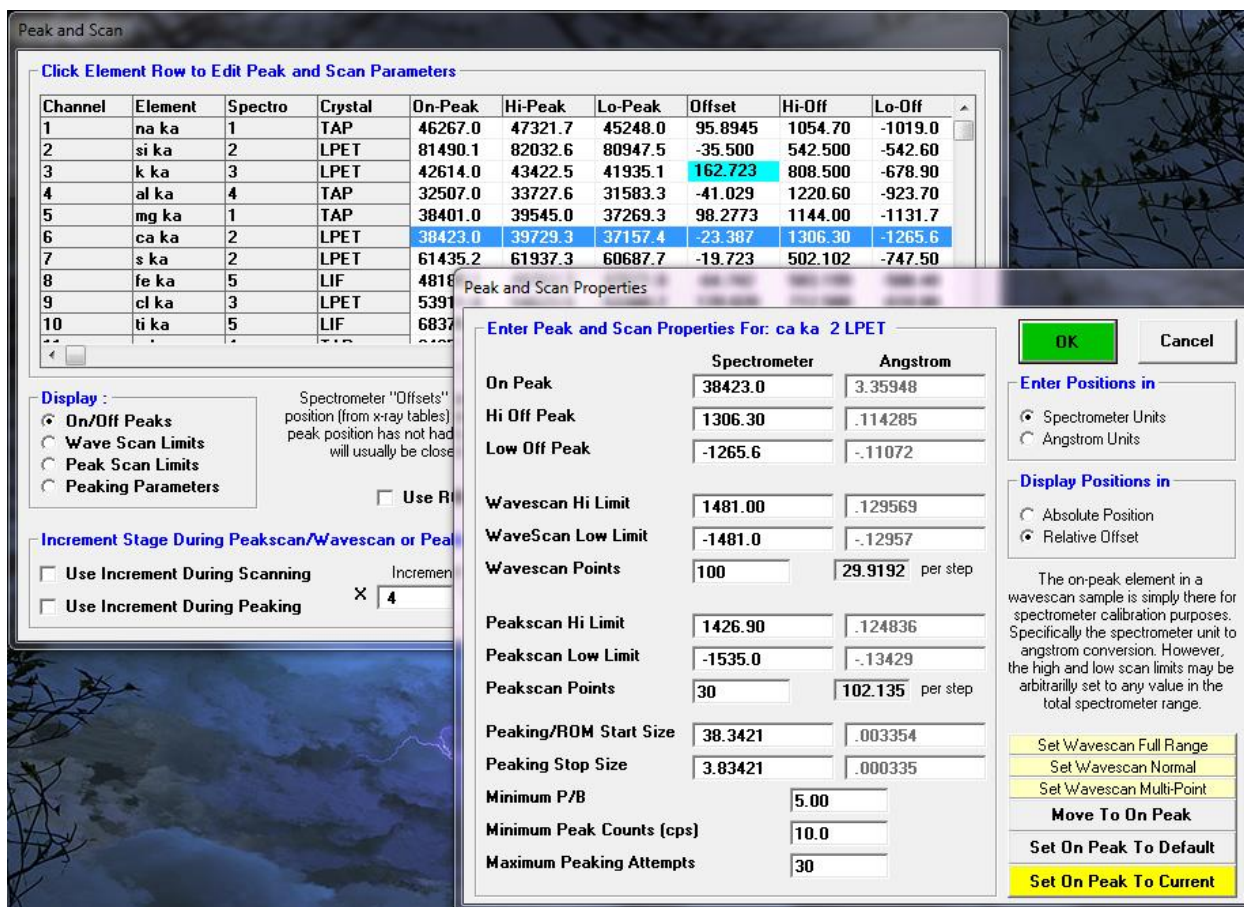 Peak and Scan
Click Element Row to Edit Peak and Scan Parameters
Channel Element Spectro Crystal On-Peak Hi-Peak Lo-Peak Offset Hi-Off Lo-Off
1 na ka 1 TAP 46267.0 47321.7 45248.0 95.8945 1054.70 -1019.0
2 si ka 2 LPET 81490.1 82032.6 80947.5 -35.500 542.500 -542.60
3 k ka 3 LPET 42614.0 43422.5 41935.1 162.723 808.500 -678.90
4 al ka 4 TAP 32507.0 33727.6 31583.3 -41.029 1220.60 -923.70
5 mg ka 1 TAP 38401.0 39545.0 37269.3 98.2773 1144.00 -1131.7
6 ca ka 2 LPET 38423.0 39729.3 37157.4 -23.387 1306.30 -1265.6
7 s ka 2 LPET 61435.2 61937.3 60687.7 -19.723 502.102 -747.50
8 fe ka 5 LIF
9 cl ka 3 LPET
10 ti ka 5 LIF
Display :
On/Off Peaks
Wave Scan Limits
Peak Scan Limits
Peaking Parameters
Spectrometer "Offsets"
position (from x-ray tables)
peak position has not had
will usually be close
Use
Increment Stage During Peakscan/Wavescan or
Use Increment During Scanning
Use Increment During Peaking
X 4
Peak and Scan Properties
Enter Peak and Scan Properties For: ca ka 2 LPET
Spectrometer Angstrom
On Peak 38423.0 3.35948
Hi Off Peak 1306.30 .114285
Low Off Peak -1265.6 -.11072
Wavescan Hi Limit 1481.00 .129569
WaveScan Low Limit -1481.0 -.12957
Wavescan Points 100 29.9192 per step
Peakscan Hi Limit 1426.90 .124836
Peakscan Low Limit -1535.0 -.13429
Peakscan Points 30 102.135 per step
Peaking/ROM Start Size 38.3421 .003354
Peaking Stop Size 3.83421 .000335
Minimum P/B 5.00
Minimum Peak Counts (cps) 10.0
Maximum Peaking Attempts 30
OK Cancel
Enter Positions in
Spectrometer Units
Angstrom Units
Display Positions in
Absolute Position
Relative Offset
The on-peak element in a
wavescan sample is simply there for
spectrometer calibration purposes.
Specifically the spectrometer unit to
angstrom conversion. However,
the high and low scan limits may be
arbitrarily set to any value in the
total spectrometer range.
Set Wavescan Full Range
Set Wavescan Normal
Set Wavescan Multi-Point
Move To On Peak
Set On Peak To Default
Set On Peak To Current